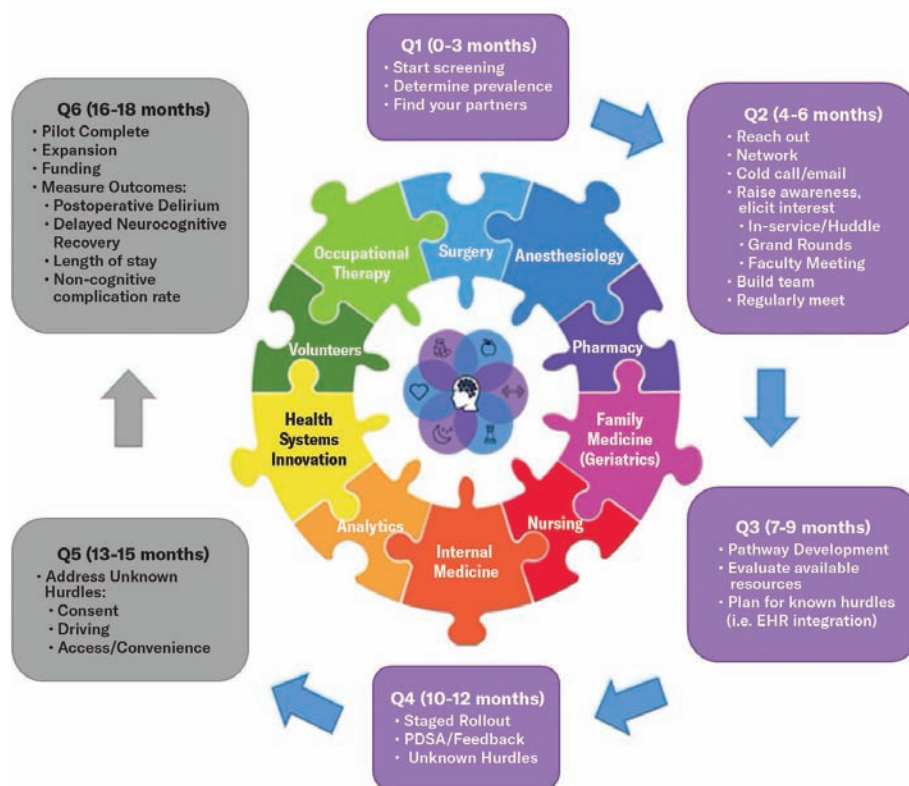 Q1 (0-3 months)
• Start screening
• Determine prevalence
• Find your partners
Q2 (4-6 months)
• Reach out
• Network
• Cold call/email
• Raise awareness,
elicit interest
• In-service/Huddle
• Grand Rounds
• Faculty Meeting
• Build team
• Regularly meet
Q3 (7-9 months)
• Pathway Development
• Evaluate available
resources
• Plan for known hurdles
(i.e. EHR integration)
Q4 (10-12 months)
• Staged Rollout
• PDSA/Feedback
• Unknown Hurdles
Q5 (13-15 months)
• Address Unknown
Hurdles:
• Consent
• Driving
• Access/Convenience
Q6 (16-18 months)
• Pilot Complete
• Expansion
• Funding
• Measure Outcomes:
• Postoperative Delirium
• Delayed Neurocognitive
Recovery
• Length of stay
• Non-cognitive
complication rate
Surgery
Anesthesiology
Pharmacy
Family
Medicine
(Geriatrics)
Nursing
Internal
Medicine
Analytics
Health
Systems
Innovation
Volunteers
Occupational
Therapy